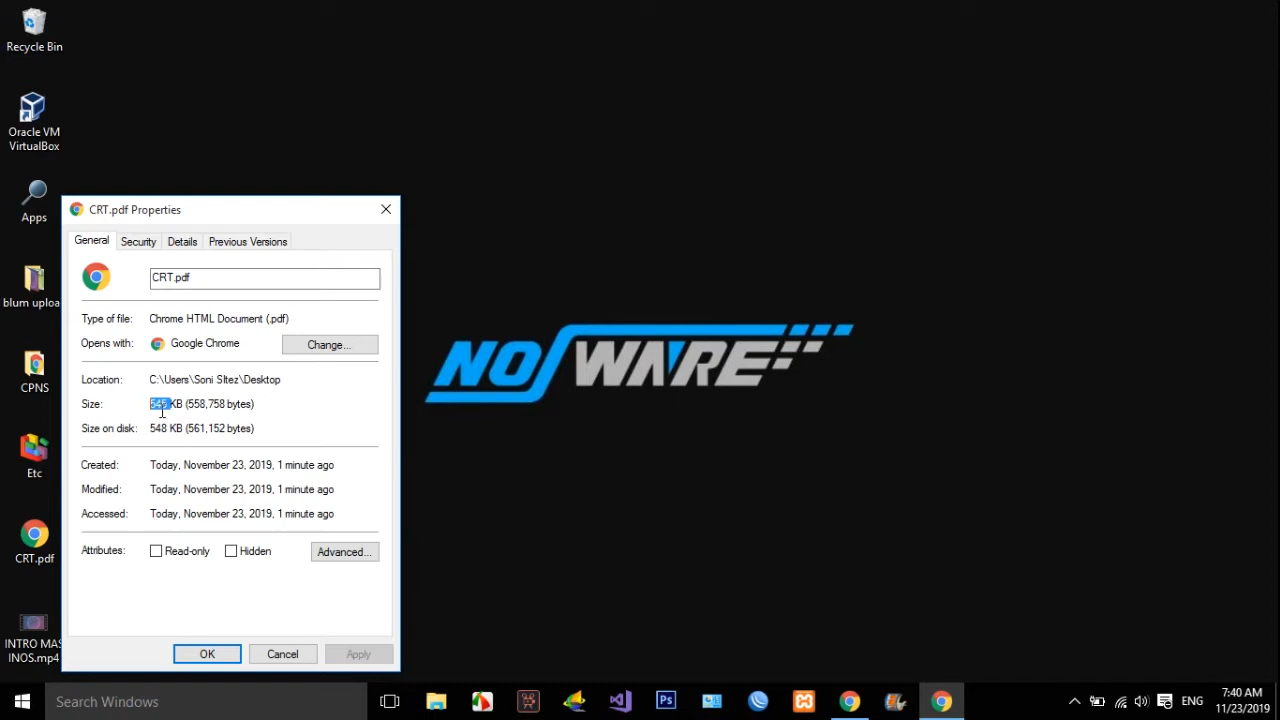 Recycle Bin
Oracle VM
VirtualBox
Apps
blum uploa
CPNS
Etc
CRT.pdf
INTRO MAS
INOS.mp4
CRT.pdf Properties
General Security Details Previous Versions
CRT.pdf
Type of file: Chrome HTML Document (.pdf)
Opens with: Google Chrome Change...
Location: C:\Users\Soni SItez\Desktop
Size: 545 KB (558,758 bytes)
Size on disk: 548 KB (561,152 bytes)
Created: Today, November 23, 2019, 1 minute ago
Modified: Today, November 23, 2019, 1 minute ago
Accessed: Today, November 23, 2019, 1 minute ago
Attributes: Read-only Hidden Advanced...
OK Cancel Apply
NOSWARE
Search Windows
Ps
ENG
7:40 AM
11/23/2019